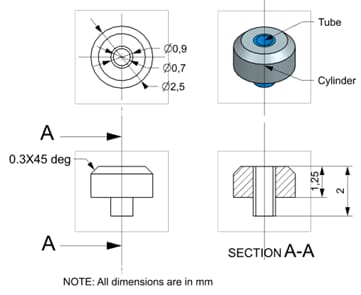 Tube
Ø0,9
Ø0,7
Ø2,5
Cylinder
A
0.3X45 deg
1,25
2
A
SECTION A-A
NOTE: All dimensions are in mm